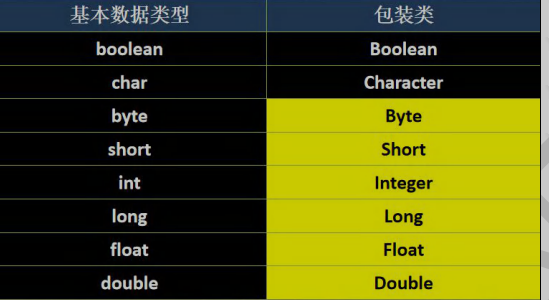 基本数据类型 包装类
boolean Boolean
char Character
byte Byte
short Short
int Integer
long Long
float Float
double Double